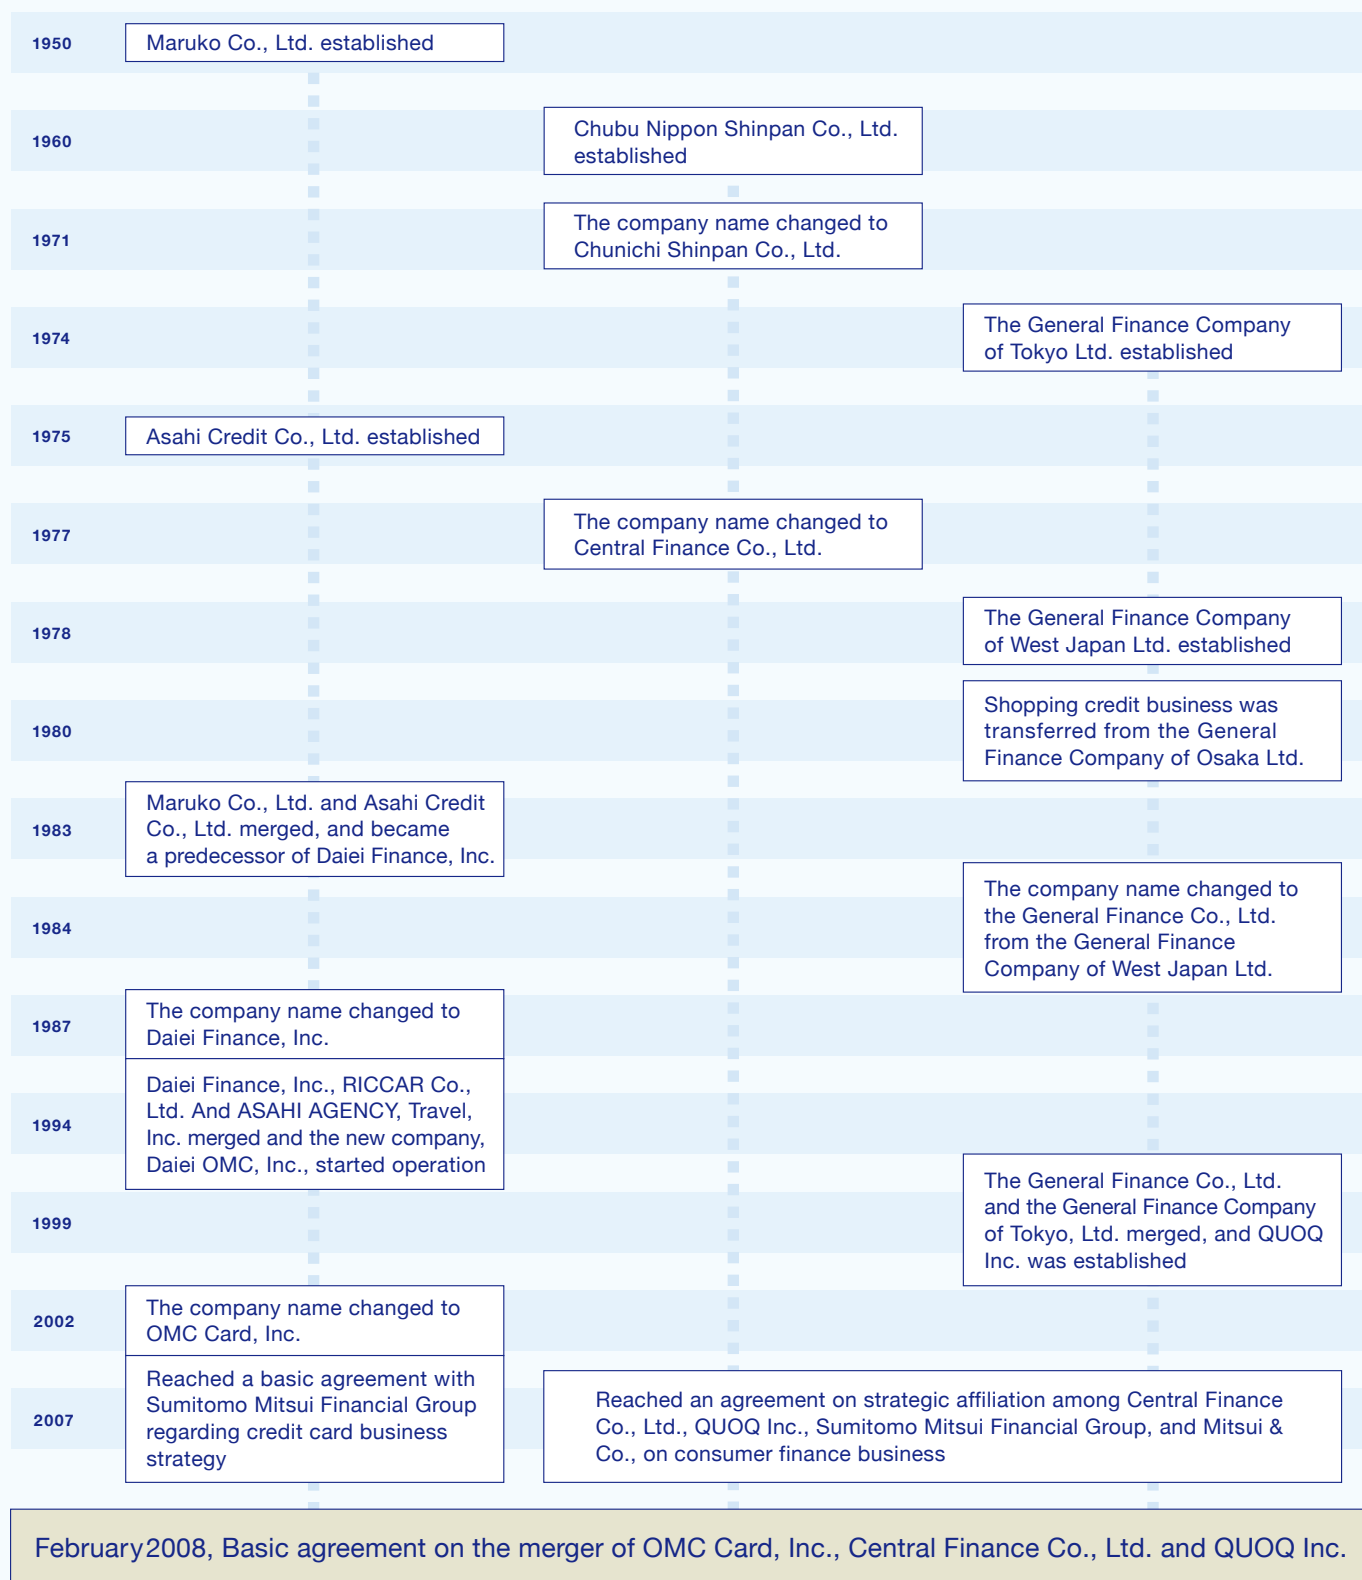 1950
Maruko Co., Ltd. established
1960
Chubu Nippon Shinpan Co., Ltd.
established
1971
The company name changed to
Chunichi Shinpan Co., Ltd.
1974
The General Finance Company
of Tokyo Ltd. established
1975
Asahi Credit Co., Ltd. established
1977
The company name changed to
Central Finance Co., Ltd.
1978
The General Finance Company
of West Japan Ltd. established
1980
Shopping credit business was
transferred from the General
Finance Company of Osaka Ltd.
1983
Maruko Co., Ltd. and Asahi Credit
Co., Ltd. merged, and became
a predecessor of Daiei Finance, Inc.
1984
The company name changed to
the General Finance Co., Ltd.
from the General Finance
Company of West Japan Ltd.
1987
The company name changed to
Daiei Finance, Inc.
1994
Daiei Finance, Inc., RICCAR Co.,
Ltd. And ASAHI AGENCY, Travel,
Inc. merged and the new company,
Daiei OMC, Inc., started operation
1999
The General Finance Co., Ltd.
and the General Finance Company
of Tokyo, Ltd. merged, and QUOQ
Inc. was established
2002
The company name changed to
OMC Card, Inc.
2007
Reached a basic agreement with
Sumitomo Mitsui Financial Group
regarding credit card business
strategy
Reached an agreement on strategic affiliation among Central Finance
Co., Ltd., QUOQ Inc., Sumitomo Mitsui Financial Group, and Mitsui &
Co., on consumer finance business
February 2008, Basic agreement on the merger of OMC Card, Inc., Central Finance Co., Ltd. and QUOQ Inc.